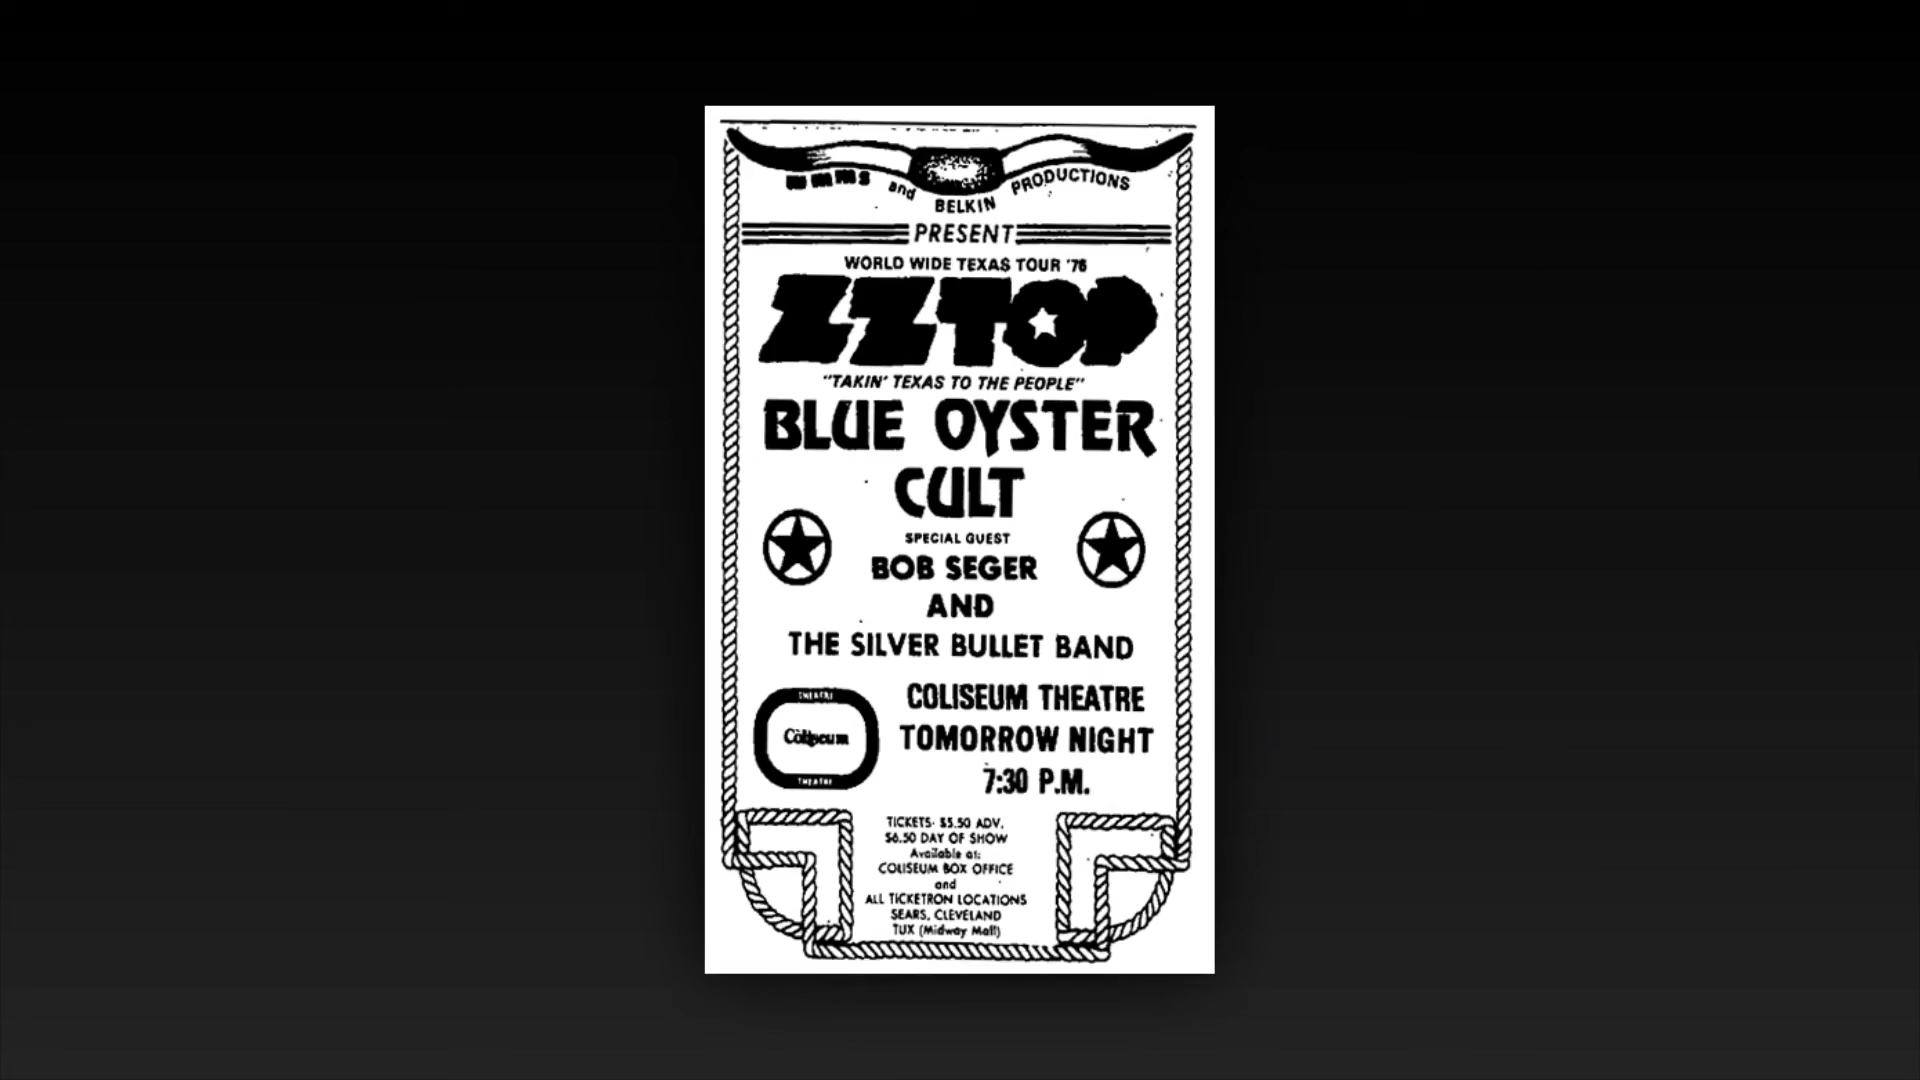 WMMS and BELKIN PRODUCTIONS
PRESENT
WORLD WIDE TEXAS TOUR '76
ZZTOP
"TAKIN' TEXAS TO THE PEOPLE"
BLUE OYSTER
CULT
SPECIAL GUEST
BOB SEGER
AND
THE SILVER BULLET BAND
THEATRE
Coliseum
THEATRE
COLISEUM THEATRE
TOMORROW NIGHT
7:30 P.M.
TICKETS· $5.50 ADV.
$6.50 DAY OF SHOW
Available at:
COLISEUM BOX OFFICE
and
ALL TICKETRON LOCATIONS
SEARS, CLEVELAND
TUX (Midway Mall)